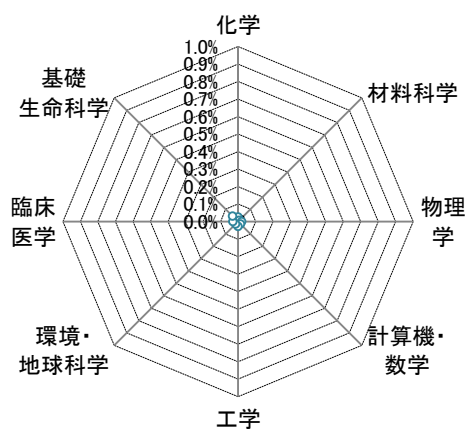 化学
1.0%
0.9%
0.8%
0.7%
0.6%
0.5%
0.4%
0.3%
0.2%
0.1%
0.0%
材料科学
物理
学
計算機・
数学
工学
環境・
地球科学
臨床
医学
基礎
生命科学